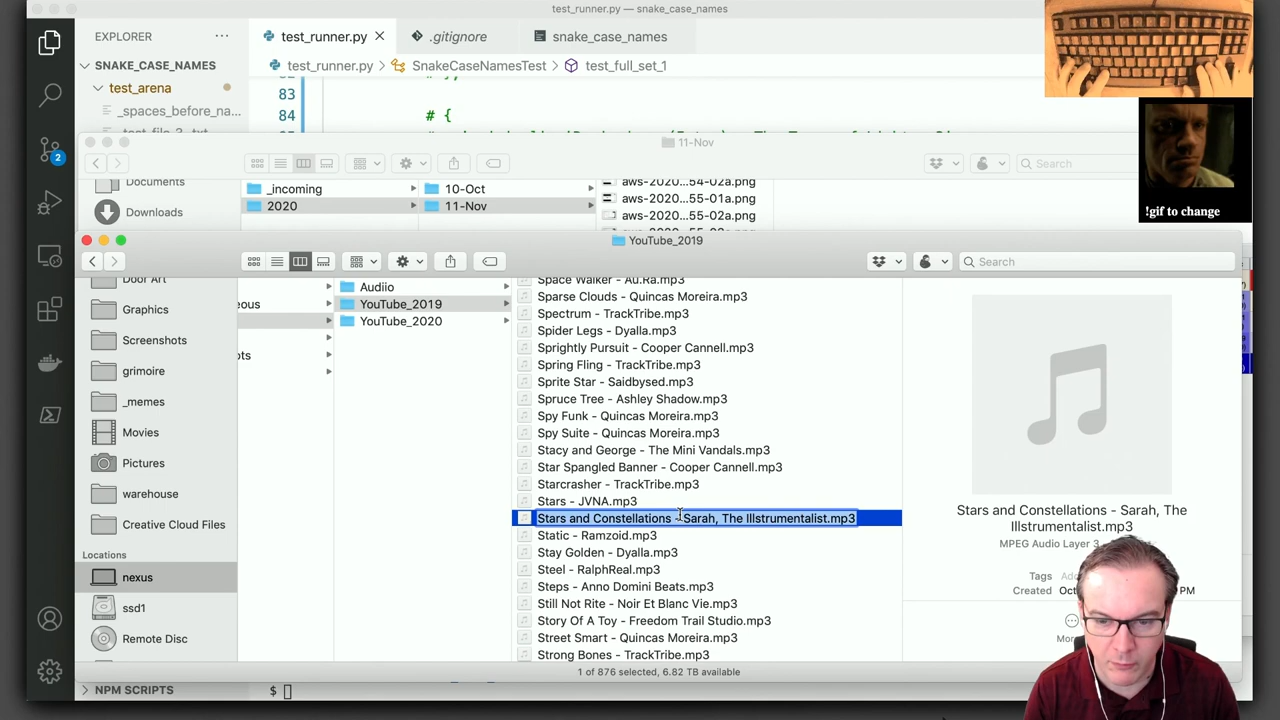 test_runner.py — snake_case_names
EXPLORER
test_runner.py
.gitignore
snake_case_names
SNAKE_CASE_NAMES
test_runner.py > SnakeCaseNamesTest > test_full_set_1
test_arena
_spaces_before_na...
83
84
# {
11-Nov
Search
Documents
Downloads
_incoming
2020
10-Oct
11-Nov
aws-2020...54-02a.png
aws-2020...55-01a.png
aws-2020...55-02a.png
!gif to change
2
YouTube_2019
Search
Graphics
Screenshots
grimoire
_memes
Movies
Pictures
warehouse
Creative Cloud Files
Locations
nexus
ssd1
Remote Disc
eous
ots
Audiio
YouTube_2019
YouTube_2020
Space Walker - Au.Ra.mp3
Sparse Clouds - Quincas Moreira.mp3
Spectrum - TrackTribe.mp3
Spider Legs - Dyalla.mp3
Sprightly Pursuit - Cooper Cannell.mp3
Spring Fling - TrackTribe.mp3
Sprite Star - Saidbysed.mp3
Spruce Tree - Ashley Shadow.mp3
Spy Funk - Quincas Moreira.mp3
Spy Suite - Quincas Moreira.mp3
Stacy and George - The Mini Vandals.mp3
Star Spangled Banner - Cooper Cannell.mp3
Starcrasher - TrackTribe.mp3
Stars - JVNA.mp3
Stars and Constellations - Sarah, The Illstrumentalist.mp3
Static - Ramzoid.mp3
Stay Golden - Dyalla.mp3
Steel - RalphReal.mp3
Steps - Anno Domini Beats.mp3
Still Not Rite - Noir Et Blanc Vie.mp3
Story Of A Toy - Freedom Trail Studio.mp3
Street Smart - Quincas Moreira.mp3
Strong Bones - TrackTribe.mp3
Stars and Constellations - Sarah, The
Illstrumentalist.mp3
MPEG Audio Layer 3
Tags
Created
PM
1 of 876 selected, 6.82 TB available
NPM SCRIPTS
$